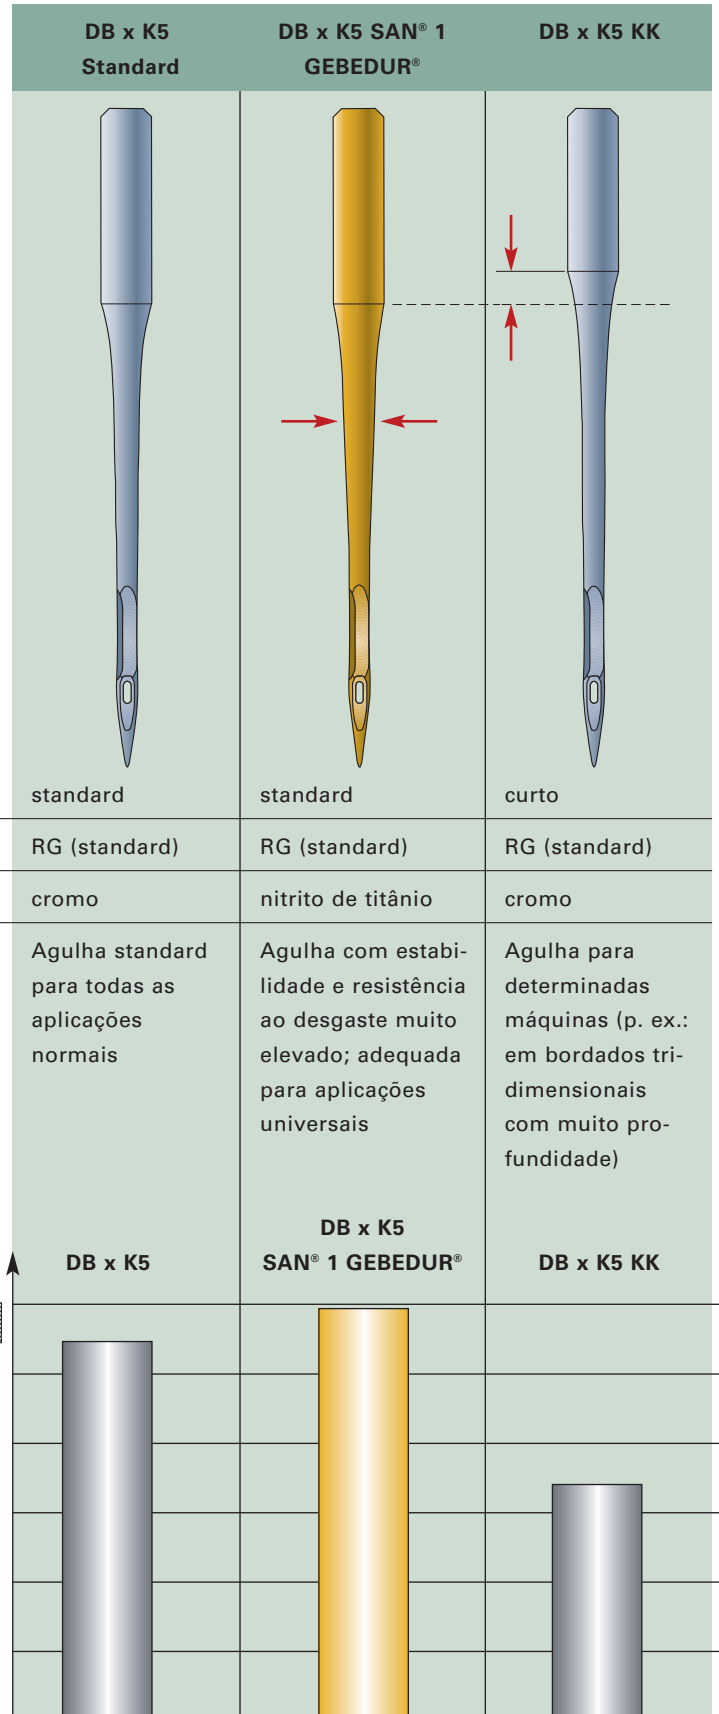 DB x K5
Standard
DB x K5 SAN® 1
GEBEDUR®
DB x K5 KK
standard
standard
curto
RG (standard)
RG (standard)
RG (standard)
cromo
nitrito de titânio
cromo
Agulha standard
para todas as
aplicações
normais
Agulha com estabi-
lidade e resistência
ao desgaste muito
elevado; adequada
para aplicações
universais
Agulha para
determinadas
máquinas (p. ex.:
em bordados tri-
dimensionais
com muito pro-
fundidade)
DB x K5
DB x K5
SAN® 1 GEBEDUR®
DB x K5 KK